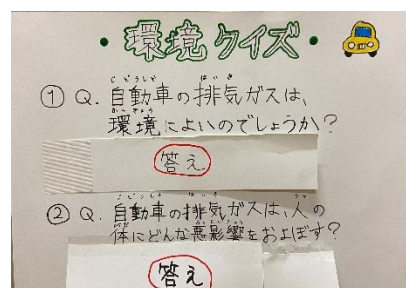 ・環境クイズ・
① Q. 自動車の排気ガスは、
環境によいのでしょうか？
答え
② Q. 自動車の排気ガスは、人の
体にどんな悪影響をおよぼす？
答え